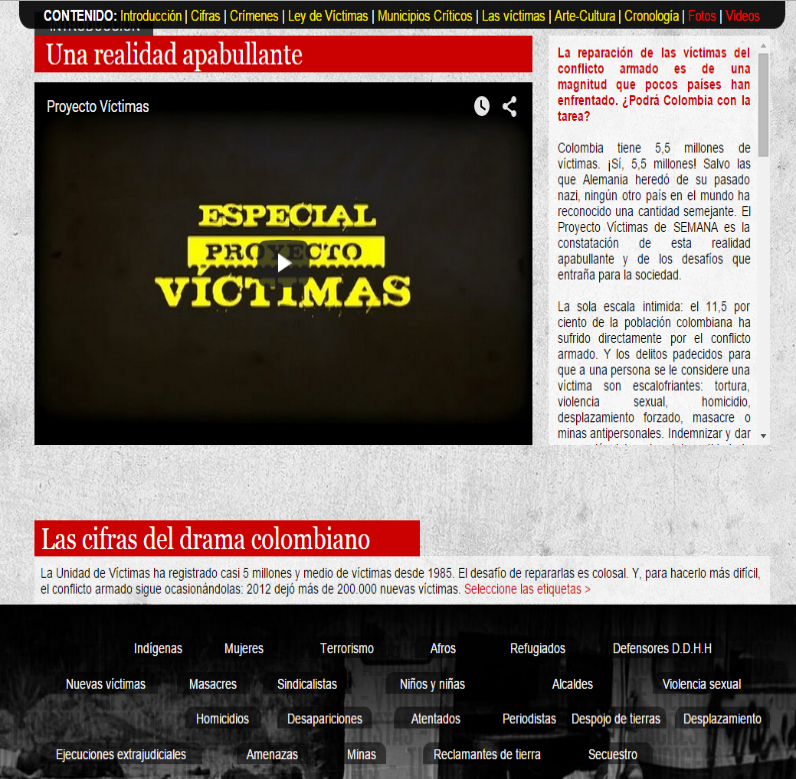 CONTENIDO: Introducción | Cifras | Crímenes | Ley de Víctimas | Municipios Críticos | Las víctimas | Arte-Cultura | Cronología | Fotos | Videos
INTRODUCCIÓN
Una realidad apabullante
Proyecto Víctimas
ESPECIAL
PROYECTO
VÍCTIMAS
La reparación de las víctimas del
conflicto armado es de una
magnitud que pocos países han
enfrentado. ¿Podrá Colombia con la
tarea?
Colombia tiene 5,5 millones de
víctimas. ¡Sí, 5,5 millones! Salvo las
que Alemania heredó de su pasado
nazi, ningún otro país en el mundo ha
reconocido una cantidad semejante. El
Proyecto Víctimas de SEMANA es la
constatación de esta realidad
apabullante y de los desafíos que
entraña para la sociedad.
La sola escala intimida: el 11,5 por
ciento de la población colombiana ha
sufrido directamente por el conflicto
armado. Y los delitos padecidos para
que a una persona se le considere una
víctima son escalofriantes: tortura,
violencia sexual, homicidio,
desplazamiento forzado, masacre o
minas antipersonales. Indemnizar y dar
Las cifras del drama colombiano
La Unidad de Víctimas ha registrado casi 5 millones y medio de víctimas desde 1985. El desafío de repararlas es colosal. Y, para hacerlo más difícil,
el conflicto armado sigue ocasionándolas: 2012 dejó más de 200.000 nuevas víctimas. Seleccione las etiquetas >
Indígenas Mujeres Terrorismo Afros Refugiados Defensores D.D.H.H
Nuevas víctimas Masacres Sindicalistas Niños y niñas Alcaldes Violencia sexual
Homicidios Desapariciones Atentados Periodistas Despojo de tierras Desplazamiento
Ejecuciones extrajudiciales Amenazas Minas Reclamantes de tierra Secuestro